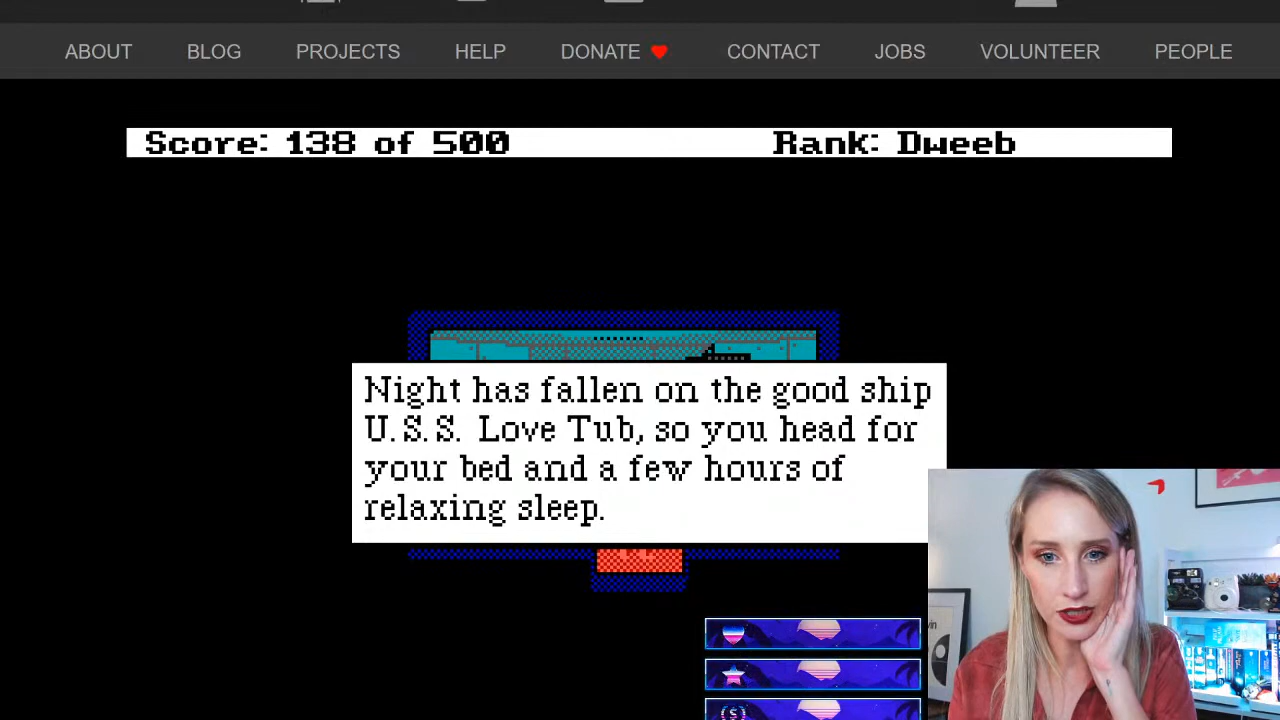 ABOUT BLOG PROJECTS HELP DONATE CONTACT JOBS VOLUNTEER PEOPLE
Score: 138 of 500 Rank: Dweeb
Night has fallen on the good ship
U.S.S. Love Tub, so you head for
your bed and a few hours of
relaxing sleep.